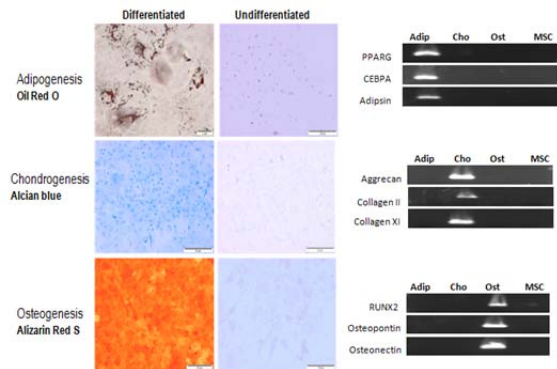 Differentiated Undifferentiated
Adipogenesis
Oil Red O
Chondrogenesis
Alcian blue
Osteogenesis
Alizarin Red S
Adip Cho Ost MSC
PPARG
CEBPA
Adipsin
Adip Cho Ost MSC
Aggrecan
Collagen II
Collagen XI
Adip Cho Ost MSC
RUNX2
Osteopontin
Osteonectin